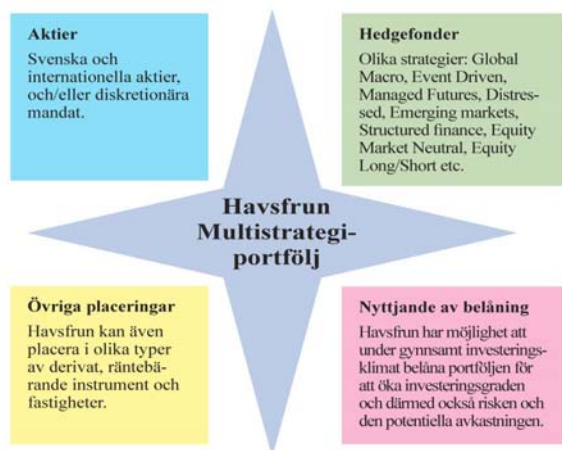 Aktier
Svenska och
internationella aktier,
och/eller diskretionära
mandat.
Hedgefonder
Olika strategier: Global
Macro, Event Driven,
Managed Futures, Distres-
sed, Emerging markets,
Structured finance, Equity
Market Neutral, Equity
Long/Short etc.
Havsfrun
Multistrategi-
portfölj
Övriga placeringar
Havsfrun kan även
placera i olika typer
av derivat, räntebä-
rande instrument och
fastigheter.
Nyttjande av belåning
Havsfrun har möjlighet att
under gynnsamt investerings-
klimat belåna portföljen för
att öka investeringsgraden
och därmed också risken och
den potentiella avkastningen.